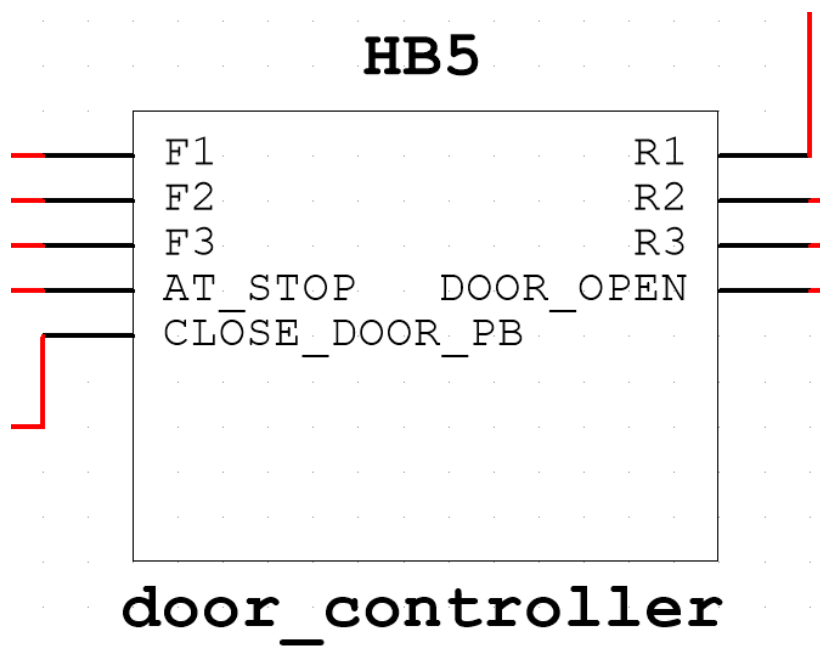 HB5
F1 R1
F2 R2
F3 R3
AT_STOP DOOR_OPEN
CLOSE_DOOR_PB
door_controller